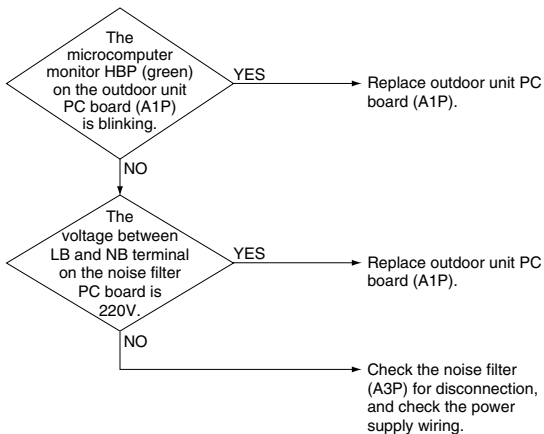 The
microcomputer
monitor HBP (green)
on the outdoor unit
PC board (A1P)
is blinking.
YES
Replace outdoor unit PC
board (A1P).
NO
The
voltage between
LB and NB terminal
on the noise filter
PC board is
220V.
YES
Replace outdoor unit PC
board (A1P).
NO
Check the noise filter
(A3P) for disconnection,
and check the power
supply wiring.